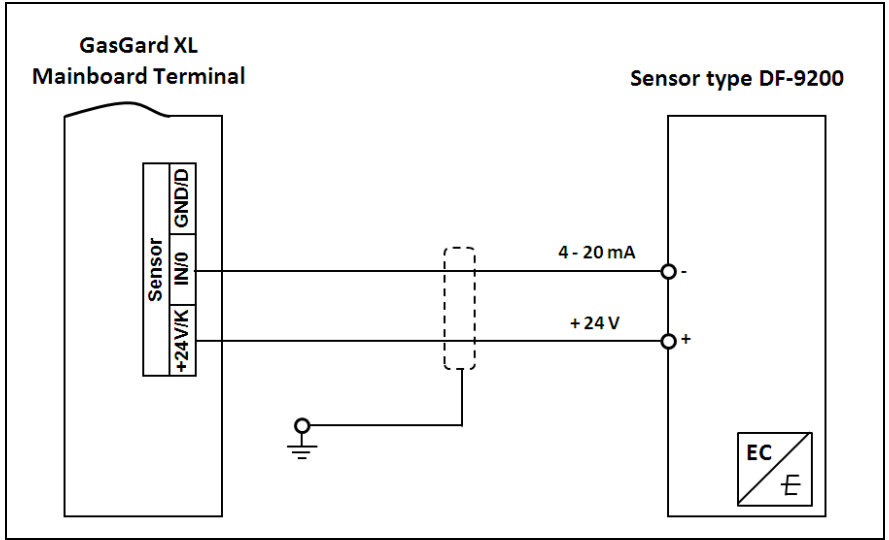 GasGard XL
Mainboard Terminal
Sensor type DF-9200
Sensor
GND/D
IN/0
+24V/K
4 - 20 mA
-
+ 24 V
+
EC
E